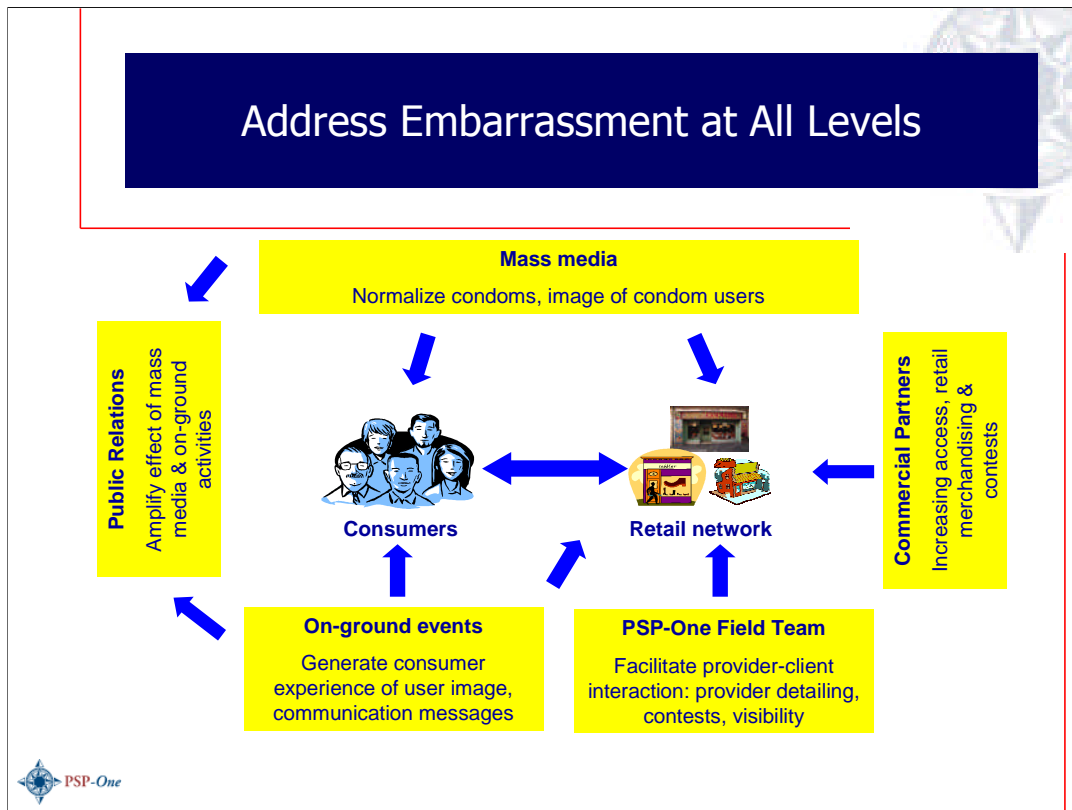 Address Embarrassment at All Levels
Mass media
Normalize condoms, image of condom users
Public Relations
Amplify effect of mass
media & on-ground
activities
Commercial Partners
Increasing access, retail
merchandising &
contests
Consumers
Retail network
On-ground events
Generate consumer
experience of user image,
communication messages
PSP-One Field Team
Facilitate provider-client
interaction: provider detailing,
contests, visibility
PSP-One